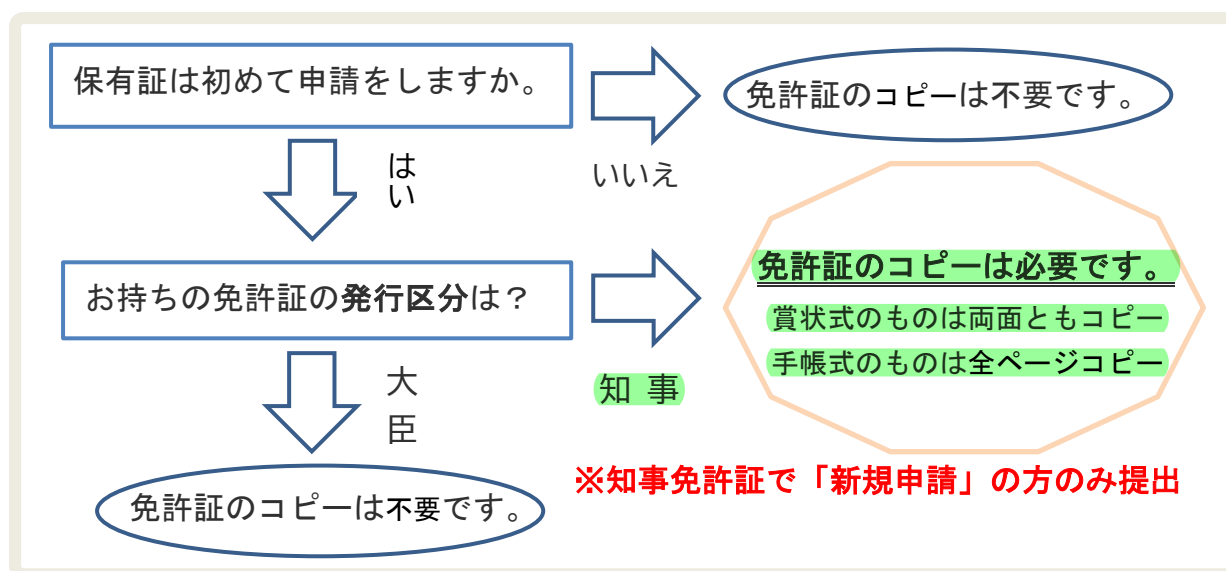 保有証は初めて申請をしますか。
免許証のコピーは不要です。
はい
いいえ
お持ちの免許証の発行区分は？
免許証のコピーは必要です。
賞状式のものは両面ともコピー
手帳式のものは全ページコピー
知 事
大臣
※知事免許証で「新規申請」の方のみ提出
免許証のコピーは不要です。